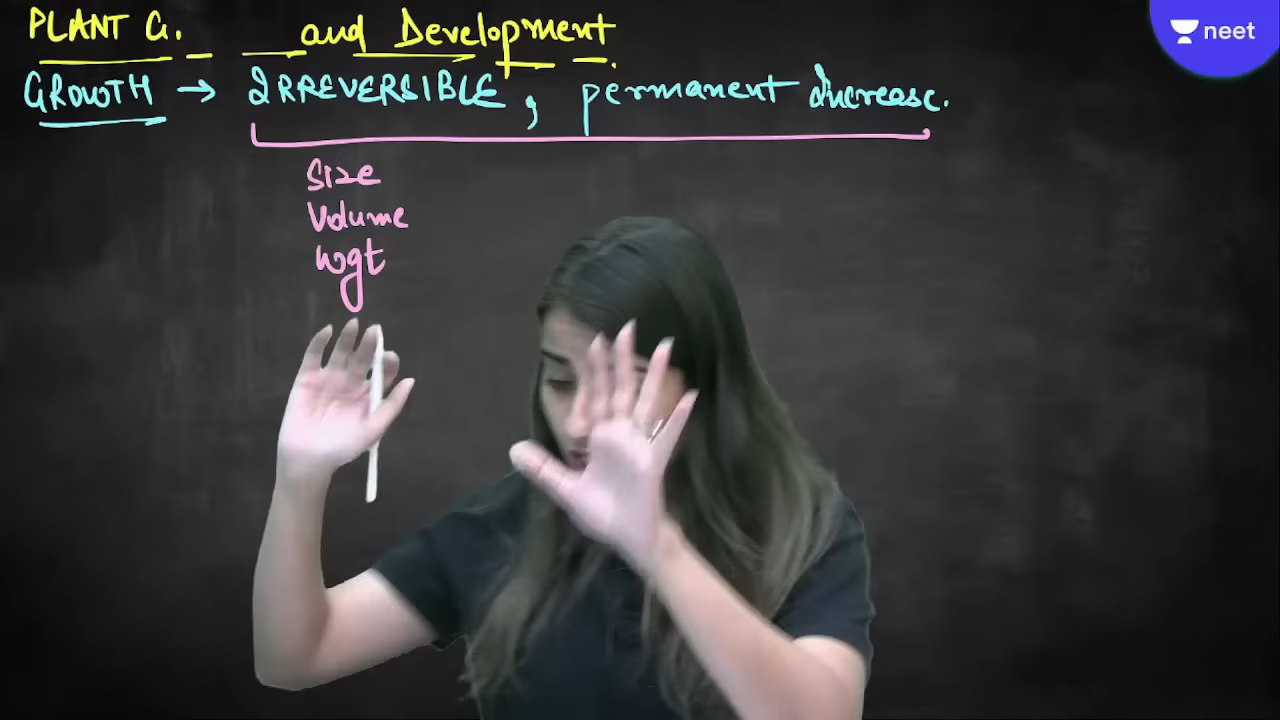 PLANT G. and Development
GROWTH → IRREVERSIBLE, permanent Increase.
Size
Volume
wgt
neet